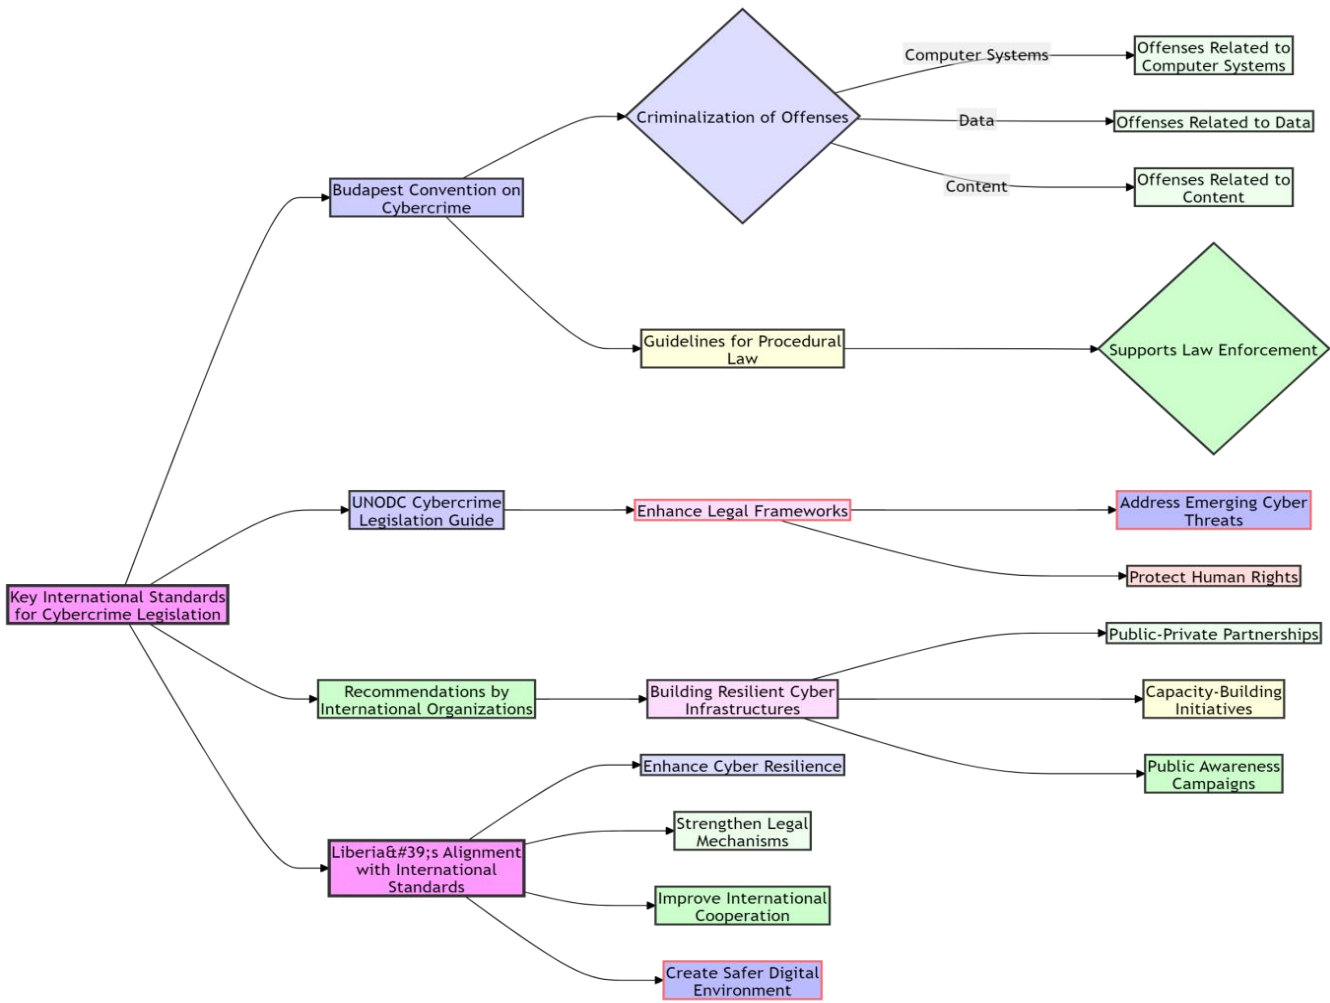 Key International Standards
for Cybercrime Legislation
Budapest Convention on
Cybercrime
Criminalization of Offenses
Computer Systems
Offenses Related to
Computer Systems
Data
Offenses Related to Data
Content
Offenses Related to
Content
Guidelines for Procedural
Law
Supports Law Enforcement
UNODC Cybercrime
Legislation Guide
Enhance Legal Frameworks
Address Emerging Cyber
Threats
Protect Human Rights
Recommendations by
International Organizations
Building Resilient Cyber
Infrastructures
Public-Private Partnerships
Capacity-Building
Initiatives
Public Awareness
Campaigns
Liberia&#39;s Alignment
with International
Standards
Enhance Cyber Resilience
Strengthen Legal
Mechanisms
Improve International
Cooperation
Create Safer Digital
Environment